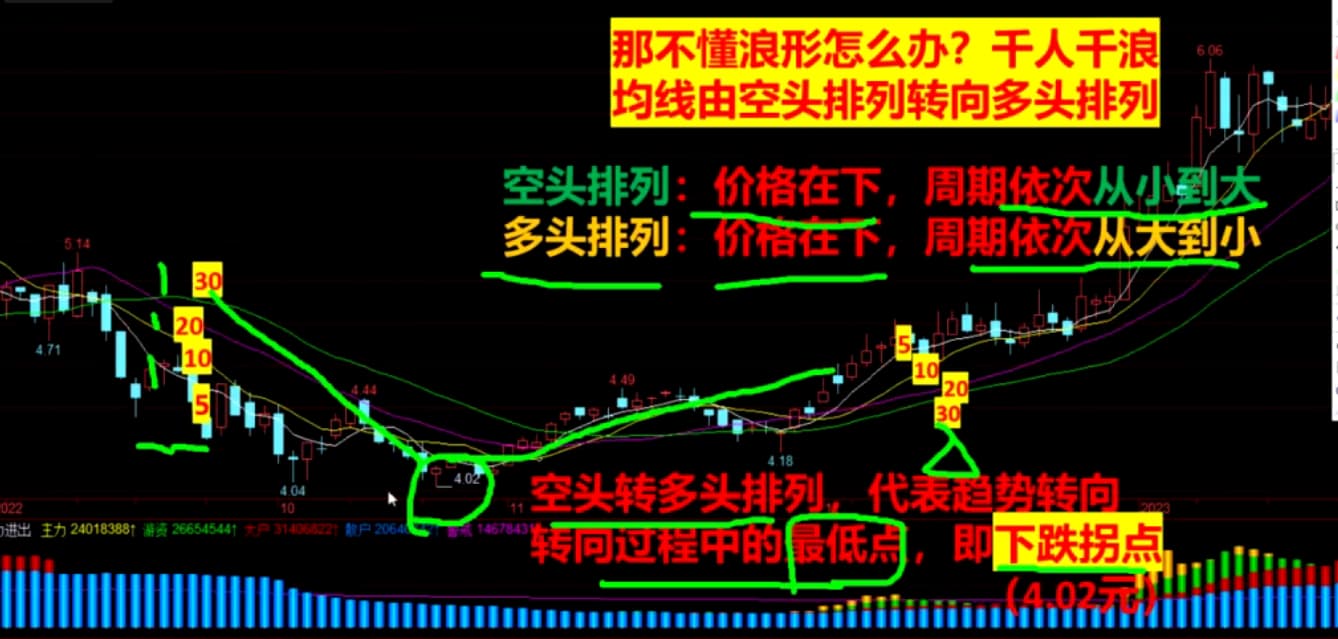 那不懂浪形怎么办？千人千浪
均线由空头排列转向多头排列
6.06
空头排列：价格在下，周期依次从小到大
多头排列：价格在下，周期依次从大到小
5.14
30
20
4.71
10
5
4.44
4.49
5
10
20
30
4.18
4.02
4.04
空头转多头排列，代表趋势转向
2022
10
11
2023
力进出 主力 24018388↑ 游资 26654544↑ 大户 31406822↑ 散户
转向过程中的最低点，即下跌拐点
（4.02元）